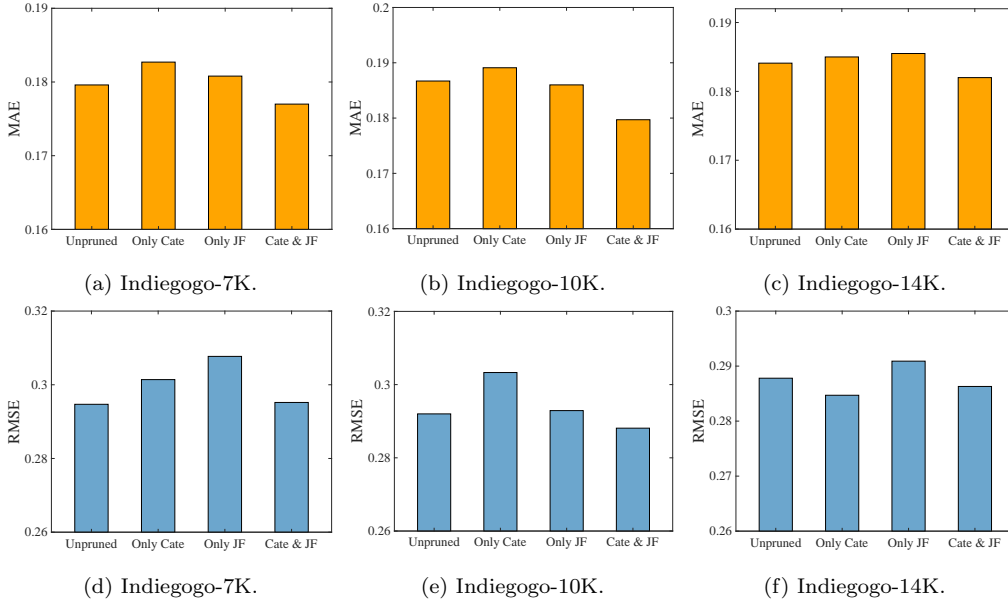 0.19
0.18
0.17
0.16
MAE
Unpruned Only Cate Only JF Cate & JF
(a) Indiegogo-7K.
0.2
0.19
0.18
0.17
0.16
MAE
Unpruned Only Cate Only JF Cate & JF
(b) Indiegogo-10K.
0.19
0.18
0.17
0.16
MAE
Unpruned Only Cate Only JF Cate & JF
(c) Indiegogo-14K.
0.32
0.3
0.28
0.26
RMSE
Unpruned Only Cate Only JF Cate & JF
(d) Indiegogo-7K.
0.32
0.3
0.28
0.26
RMSE
Unpruned Only Cate Only JF Cate & JF
(e) Indiegogo-10K.
0.3
0.29
0.28
0.27
0.26
RMSE
Unpruned Only Cate Only JF Cate & JF
(f) Indiegogo-14K.